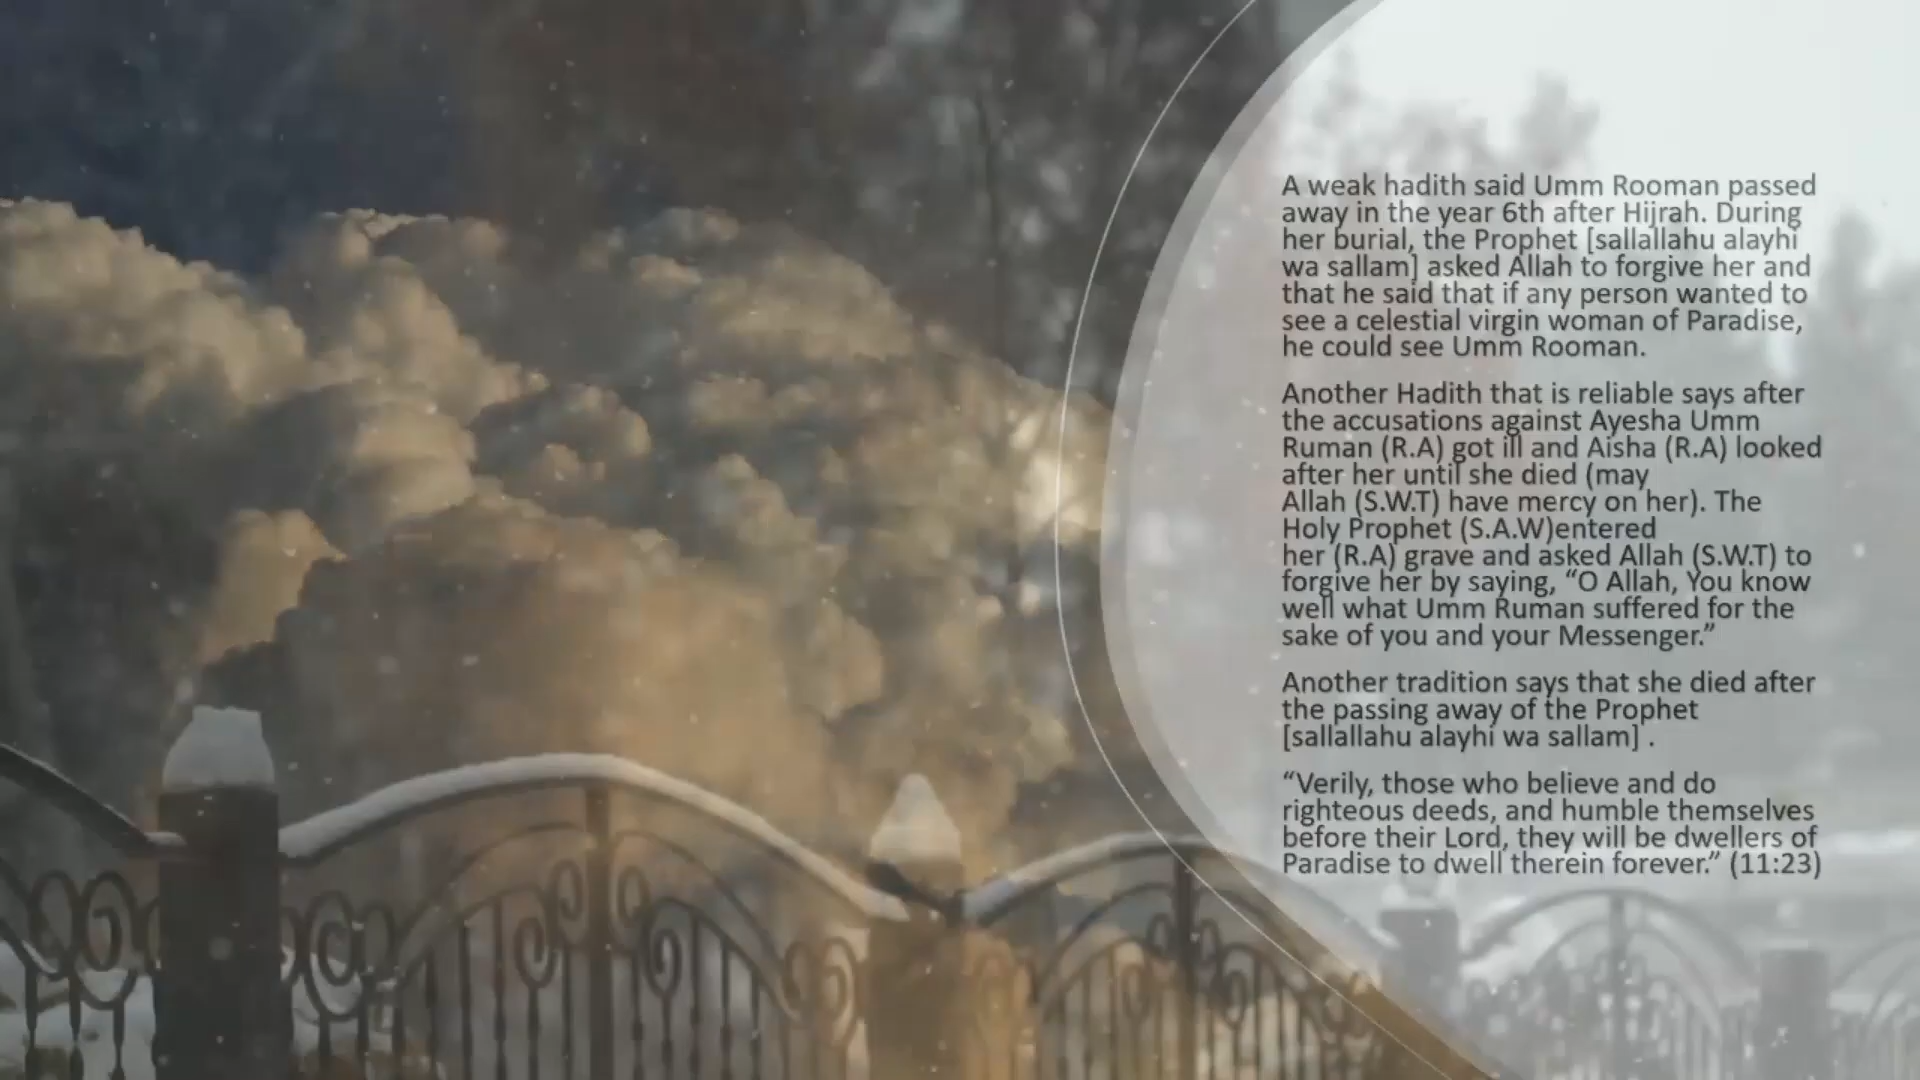 A weak hadith said Umm Rooman passed
away in the year 6th after Hijrah. During
her burial, the Prophet [sallallahu alayhi
wa sallam] asked Allah to forgive her and
that he said that if any person wanted to
see a celestial virgin woman of Paradise,
he could see Umm Rooman.
Another Hadith that is reliable says after
the accusations against Ayesha Umm
Ruman (R.A) got ill and Aisha (R.A) looked
after her until she died (may
Allah (S.W.T) have mercy on her). The
Holy Prophet (S.A.W)entered
her (R.A) grave and asked Allah (S.W.T) to
forgive her by saying, “O Allah, You know
well what Umm Ruman suffered for the
sake of you and your Messenger.”
Another tradition says that she died after
the passing away of the Prophet
[sallallahu alayhi wa sallam] .
“Verily, those who believe and do
righteous deeds, and humble themselves
before their Lord, they will be dwellers of
Paradise to dwell therein forever.” (11:23)